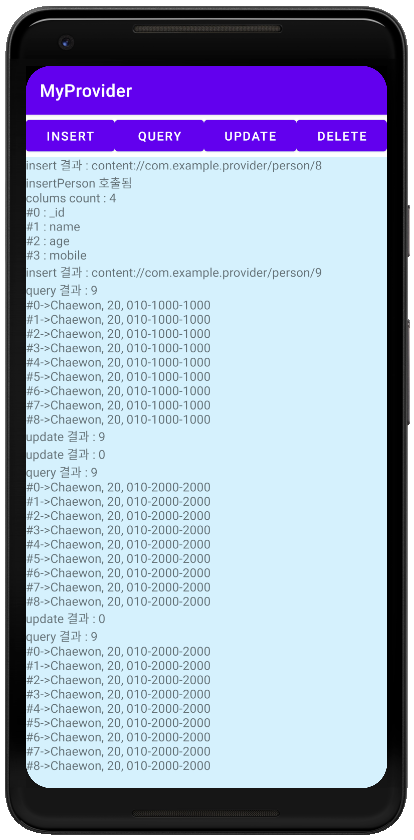 MyProvider
INSERT QUERY UPDATE DELETE
insert 결과 : content://com.example.provider/person/8
insertPerson 호출됨
colums count : 4
#0 : _id
#1 : name
#2 : age
#3 : mobile
insert 결과 : content://com.example.provider/person/9
query 결과 : 9
#0->Chaewon, 20, 010-1000-1000
#1->Chaewon, 20, 010-1000-1000
#2->Chaewon, 20, 010-1000-1000
#3->Chaewon, 20, 010-1000-1000
#4->Chaewon, 20, 010-1000-1000
#5->Chaewon, 20, 010-1000-1000
#6->Chaewon, 20, 010-1000-1000
#7->Chaewon, 20, 010-1000-1000
#8->Chaewon, 20, 010-1000-1000
update 결과 : 9
update 결과 : 0
query 결과 : 9
#0->Chaewon, 20, 010-2000-2000
#1->Chaewon, 20, 010-2000-2000
#2->Chaewon, 20, 010-2000-2000
#3->Chaewon, 20, 010-2000-2000
#4->Chaewon, 20, 010-2000-2000
#5->Chaewon, 20, 010-2000-2000
#6->Chaewon, 20, 010-2000-2000
#7->Chaewon, 20, 010-2000-2000
#8->Chaewon, 20, 010-2000-2000
update 결과 : 0
query 결과 : 9
#0->Chaewon, 20, 010-2000-2000
#1->Chaewon, 20, 010-2000-2000
#2->Chaewon, 20, 010-2000-2000
#3->Chaewon, 20, 010-2000-2000
#4->Chaewon, 20, 010-2000-2000
#5->Chaewon, 20, 010-2000-2000
#6->Chaewon, 20, 010-2000-2000
#7->Chaewon, 20, 010-2000-2000
#8->Chaewon, 20, 010-2000-2000